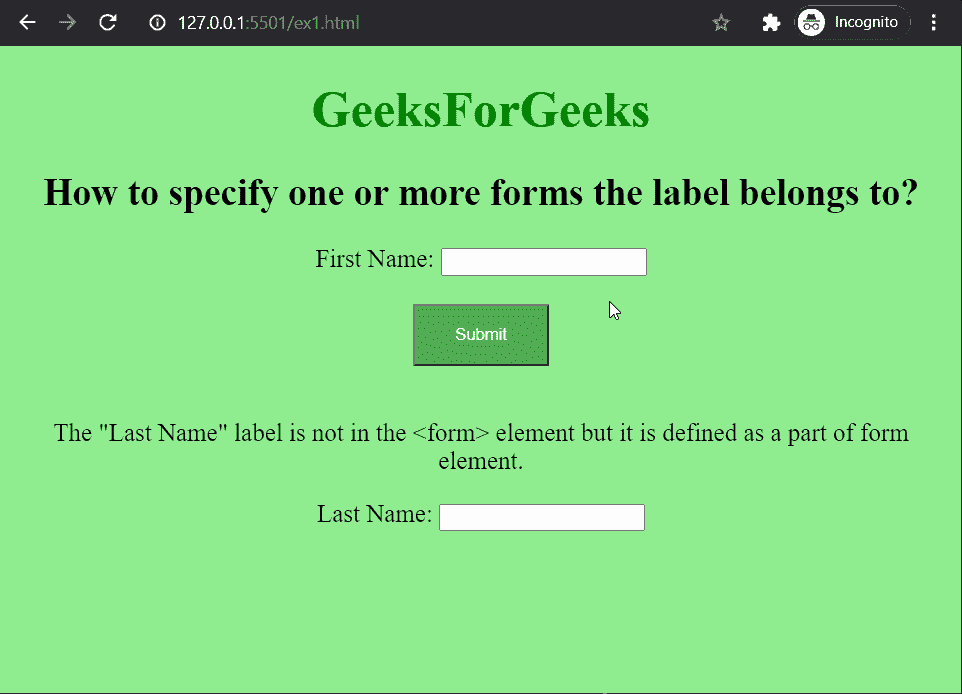 127.0.0.1:5501/ex1.html
Incognito
GeeksForGeeks
How to specify one or more forms the label belongs to?
First Name:
Submit
The "Last Name" label is not in the <form> element but it is defined as a part of form
element.
Last Name: